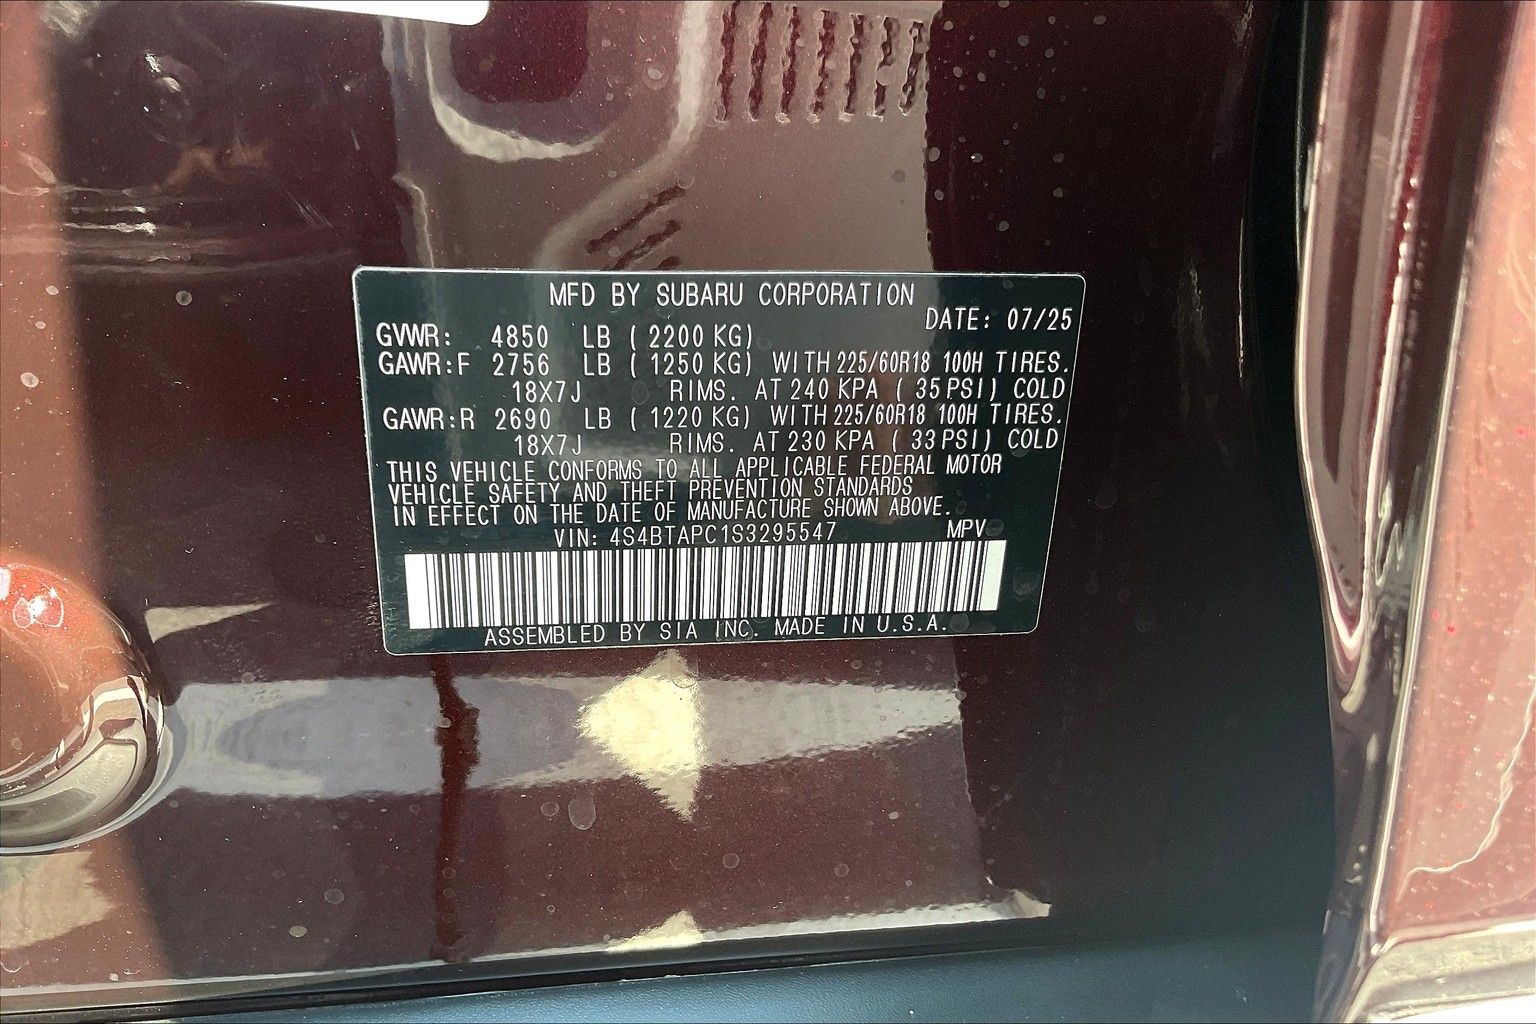 MFD BY SUBARU CORPORATION
DATE: 07/25
GVWR: 4850 LB ( 2200 KG)
GAWR:F 2756 LB ( 1250 KG) WITH 225/60R18 100H TIRES.
18X7J RIMS. AT 240 KPA ( 35 PSI) COLD
GAWR:R 2690 LB ( 1220 KG) WITH 225/60R18 100H TIRES.
18X7J RIMS. AT 230 KPA ( 33 PSI) COLD
THIS VEHICLE CONFORMS TO ALL APPLICABLE FEDERAL MOTOR
VEHICLE SAFETY AND THEFT PREVENTION STANDARDS
IN EFFECT ON THE DATE OF MANUFACTURE SHOWN ABOVE.
VIN: 4S4BTAPC1S3295547 MPV
ASSEMBLED BY SIA INC. MADE IN U.S.A.